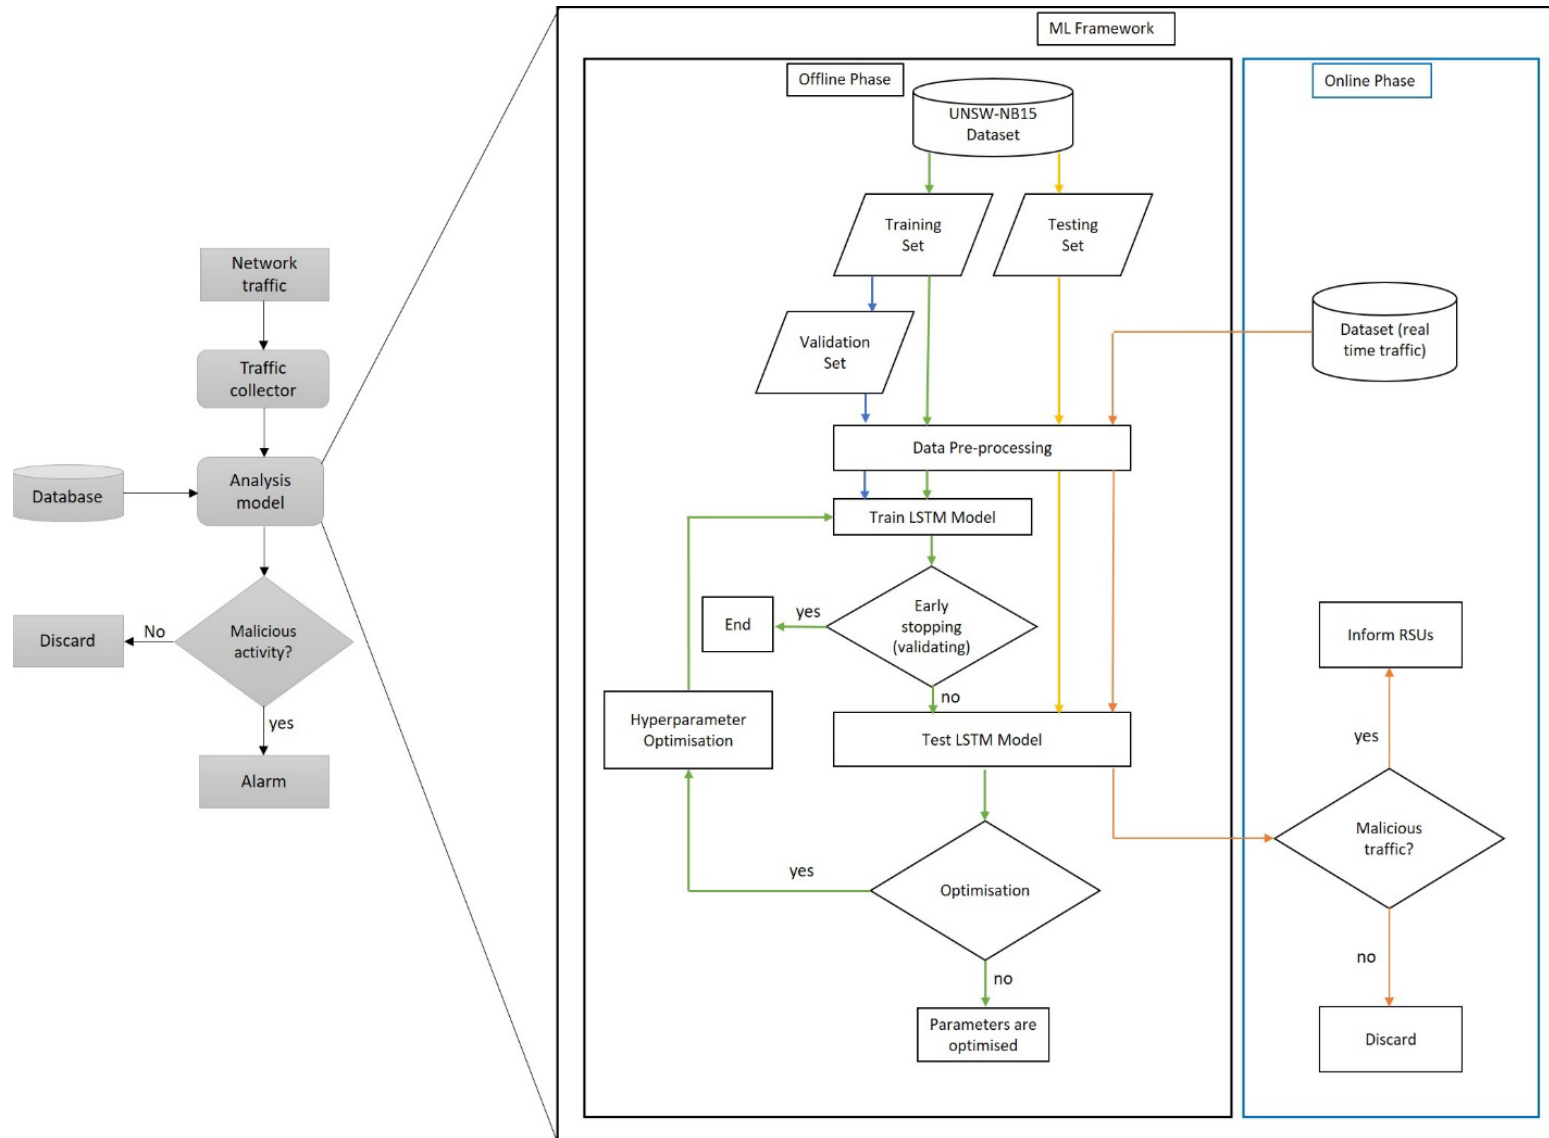 Network
traffic
Traffic
collector
Database
Analysis
model
Malicious
activity?
No
Discard
yes
Alarm
ML Framework
Offline Phase
UNSW-NB15
Dataset
Training
Set
Testing
Set
Validation
Set
Data Pre-processing
Train LSTM Model
Early
stopping
(validating)
yes
End
no
Hyperparameter
Optimisation
Test LSTM Model
yes
Optimisation
no
Parameters are
optimised
Online Phase
Dataset (real
time traffic)
Inform RSUs
yes
Malicious
traffic?
no
Discard